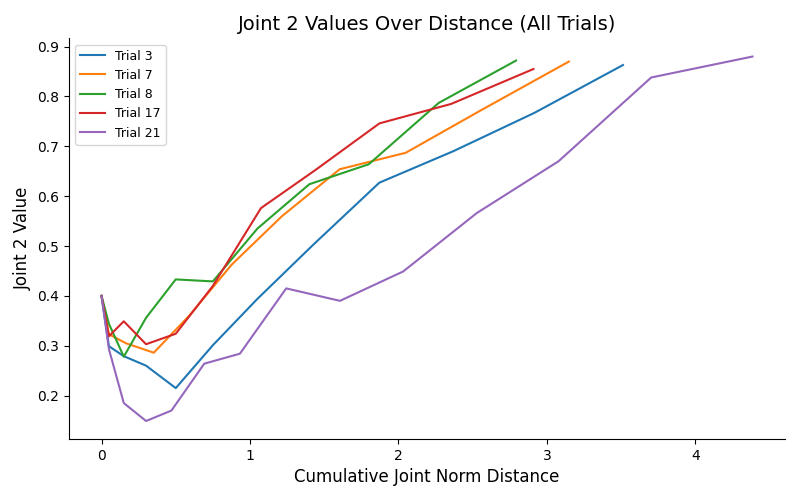 Joint 2 Values Over Distance (All Trials)
Trial 3
Trial 7
Trial 8
Trial 17
Trial 21
Joint 2 Value
0.9
0.8
0.7
0.6
0.5
0.4
0.3
0.2
0 1 2 3 4
Cumulative Joint Norm Distance